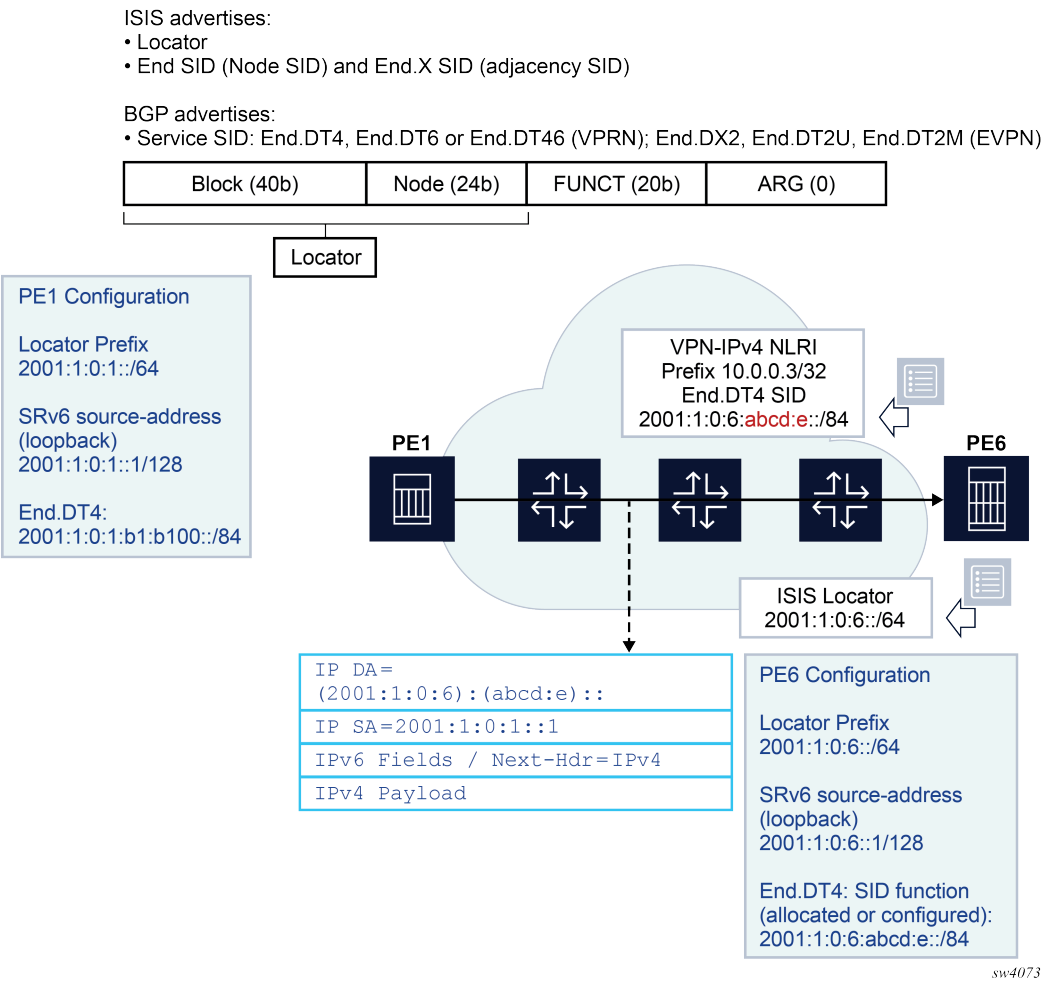 ISIS advertises:
• Locator
• End SID (Node SID) and End.X SID (adjacency SID)
BGP advertises:
• Service SID: End.DT4, End.DT6 or End.DT46 (VPRN); End.DX2, End.DT2U, End.DT2M (EVPN)
Block (40b) Node (24b) FUNCT (20b) ARG (0)
Locator
PE1 Configuration
Locator Prefix
2001:1:0:1::/64
SRv6 source-address
(loopback)
2001:1:0:1::1/128
End.DT4:
2001:1:0:1:b1:b100::/84
VPN-IPv4 NLRI
Prefix 10.0.0.3/32
End.DT4 SID
2001:1:0:6:abcd:e::/84
PE1
PE6
ISIS Locator
2001:1:0:6::/64
IP DA=
(2001:1:0:6):(abcd:e)::
IP SA=2001:1:0:1::1
IPv6 Fields / Next-Hdr=IPv4
IPv4 Payload
PE6 Configuration
Locator Prefix
2001:1:0:6::/64
SRv6 source-address
(loopback)
2001:1:0:6::1/128
End.DT4: SID function
(allocated or configured):
2001:1:0:6:abcd:e::/84
sw4073